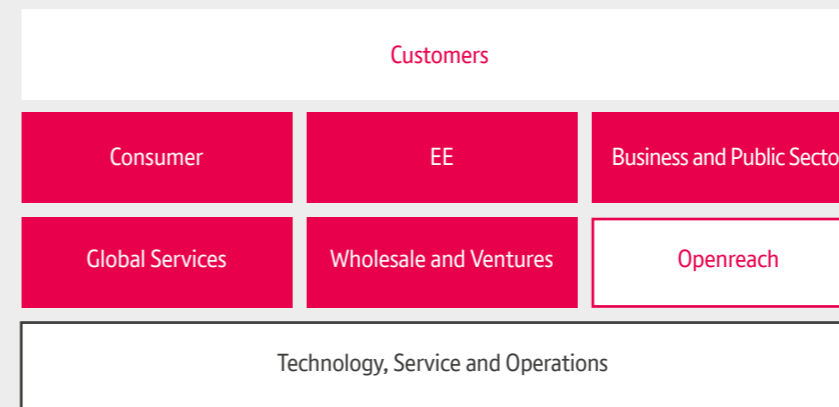 Customers
Consumer
EE
Business and Public Secto
Global Services
Wholesale and Ventures
Openreach
Technology, Service and Operations